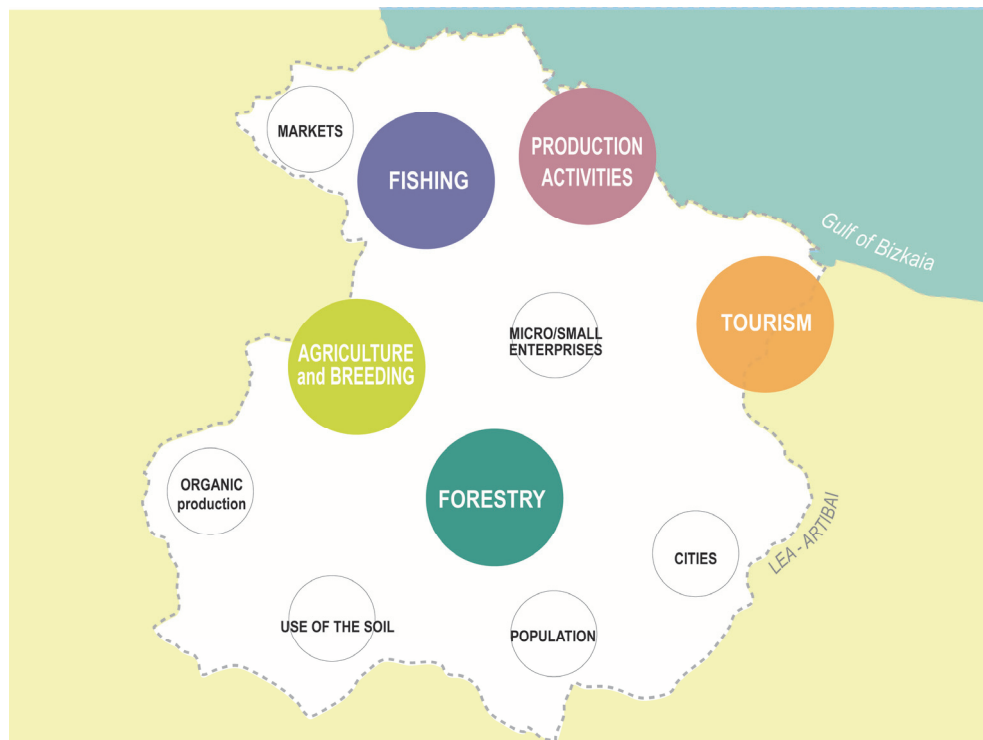 MARKETS
FISHING
PRODUCTION
ACTIVITIES
Gulf of Bizkaia
TOURISM
MICRO/SMALL
ENTERPRISES
AGRICULTURE
and BREEDING
ORGANIC
production
FORESTRY
LEA - ARTIBAI
CITIES
USE OF THE SOIL
POPULATION